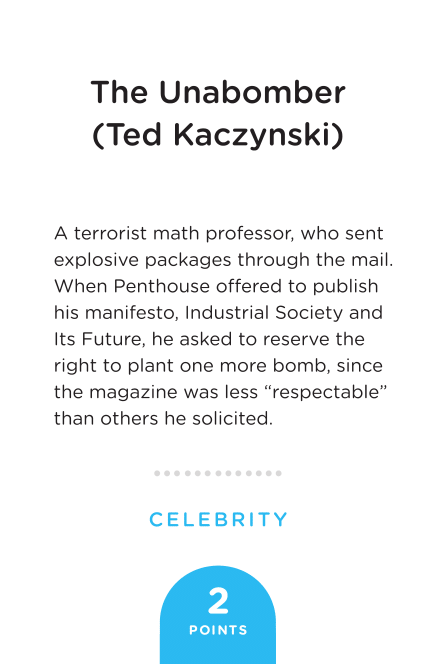 The Unabomber
(Ted Kaczynski)
A terrorist math professor, who sent
explosive packages through the mail.
When Penthouse offered to publish
his manifesto, Industrial Society and
Its Future, he asked to reserve the
right to plant one more bomb, since
the magazine was less “respectable”
than others he solicited.
CELEBRITY
2
POINTS